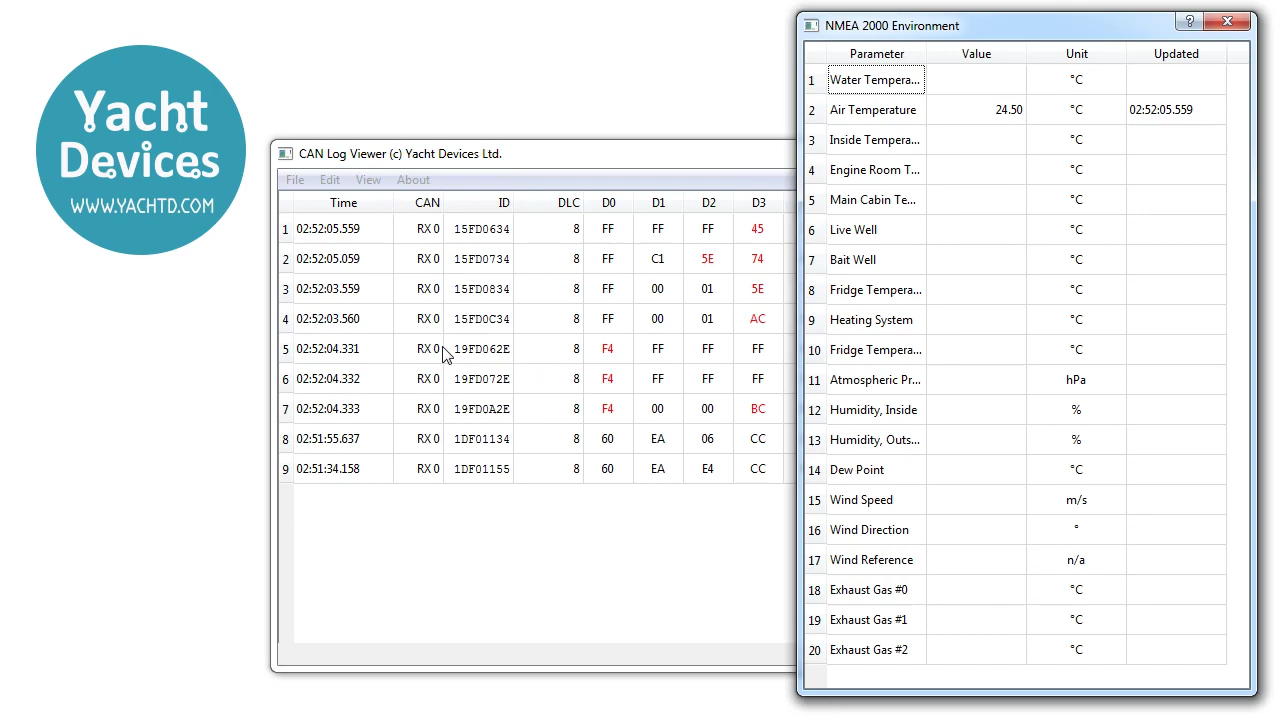 Yacht
Devices
WWW.YACHTD.COM
CAN Log Viewer (c) Yacht Devices Ltd.
File Edit View About
Time CAN ID DLC D0 D1 D2 D3
1 02:52:05.559 RX 0 15FD0634 8 FF FF FF 45
2 02:52:05.059 RX 0 15FD0734 8 FF C1 5E 74
3 02:52:03.559 RX 0 15FD0834 8 FF 00 01 5E
4 02:52:03.560 RX 0 15FD0C34 8 FF 00 01 AC
5 02:52:04.331 RX 0 19FD062E 8 F4 FF FF FF
6 02:52:04.332 RX 0 19FD072E 8 F4 FF FF FF
7 02:52:04.333 RX 0 19FD0A2E 8 F4 00 00 BC
8 02:51:55.637 RX 0 1DF01134 8 60 EA 06 CC
9 02:51:34.158 RX 0 1DF01155 8 60 EA E4 CC
NMEA 2000 Environment
Parameter Value Unit Updated
1 Water Tempera... °C
2 Air Temperature 24.50 °C 02:52:05.559
3 Inside Tempera... °C
4 Engine Room T... °C
5 Main Cabin Te... °C
6 Live Well °C
7 Bait Well °C
8 Fridge Tempera... °C
9 Heating System °C
10 Fridge Tempera... °C
11 Atmospheric Pr... hPa
12 Humidity, Inside %
13 Humidity, Outs... %
14 Dew Point °C
15 Wind Speed m/s
16 Wind Direction °
17 Wind Reference n/a
18 Exhaust Gas #0 °C
19 Exhaust Gas #1 °C
20 Exhaust Gas #2 °C